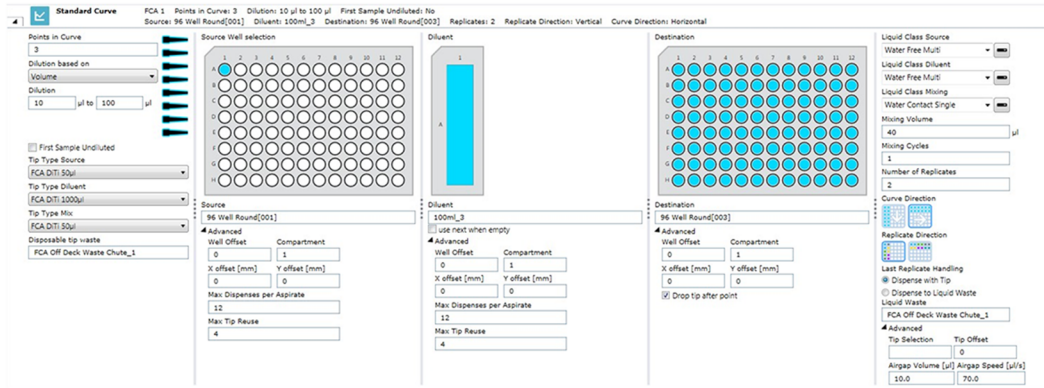 Standard Curve
FCA 1 Points in Curve: 3 Dilution: 10 µl to 100 µl First Sample Undiluted: No
Source: 96 Well Round[001] Diluent: 100ml_3 Destination: 96 Well Round[003] Replicates: 2 Replicate Direction: Vertical Curve Direction: Horizontal
Points in Curve
3
Dilution based on
Volume
Dilution
10 µl to 100 µl
First Sample Undiluted
Tip Type Source
FCA DiTi 50µl
Tip Type Diluent
FCA DiTi 1000µl
Tip Type Mix
FCA DiTi 50µl
Disposable tip waste
FCA Off Deck Waste Chute_1
Source Well selection
1 2 3 4 5 6 7 8 9 10 11 12
A
B
C
D
E
F
G
H
Source
96 Well Round[001]
Advanced
Well Offset Compartment
0 1
X offset [mm] Y offset [mm]
0 0
Max Dispenses per Aspirate
12
Max Tip Reuse
4
Diluent
1
A
Diluent
100ml_3
use next when empty
Advanced
Well Offset Compartment
0 1
X offset [mm] Y offset [mm]
0 0
Max Dispenses per Aspirate
12
Max Tip Reuse
4
Destination
1 2 3 4 5 6 7 8 9 10 11 12
A
B
C
D
E
F
G
H
Destination
96 Well Round[003]
Advanced
Well Offset Compartment
0 1
X offset [mm] Y offset [mm]
0 0
Drop tip after point
Liquid Class Source
Water Free Multi
Liquid Class Diluent
Water Free Multi
Liquid Class Mixing
Water Contact Single
Mixing Volume
40 µl
Mixing Cycles
1
Number of Replicates
2
Curve Direction
Replicate Direction
Last Replicate Handling
Dispense with Tip
Dispense to Liquid Waste
Liquid Waste
FCA Off Deck Waste Chute_1
Advanced
Tip Selection Tip Offset
0
Airgap Volume [µl] Airgap Speed [µl/s]
10.0 70.0